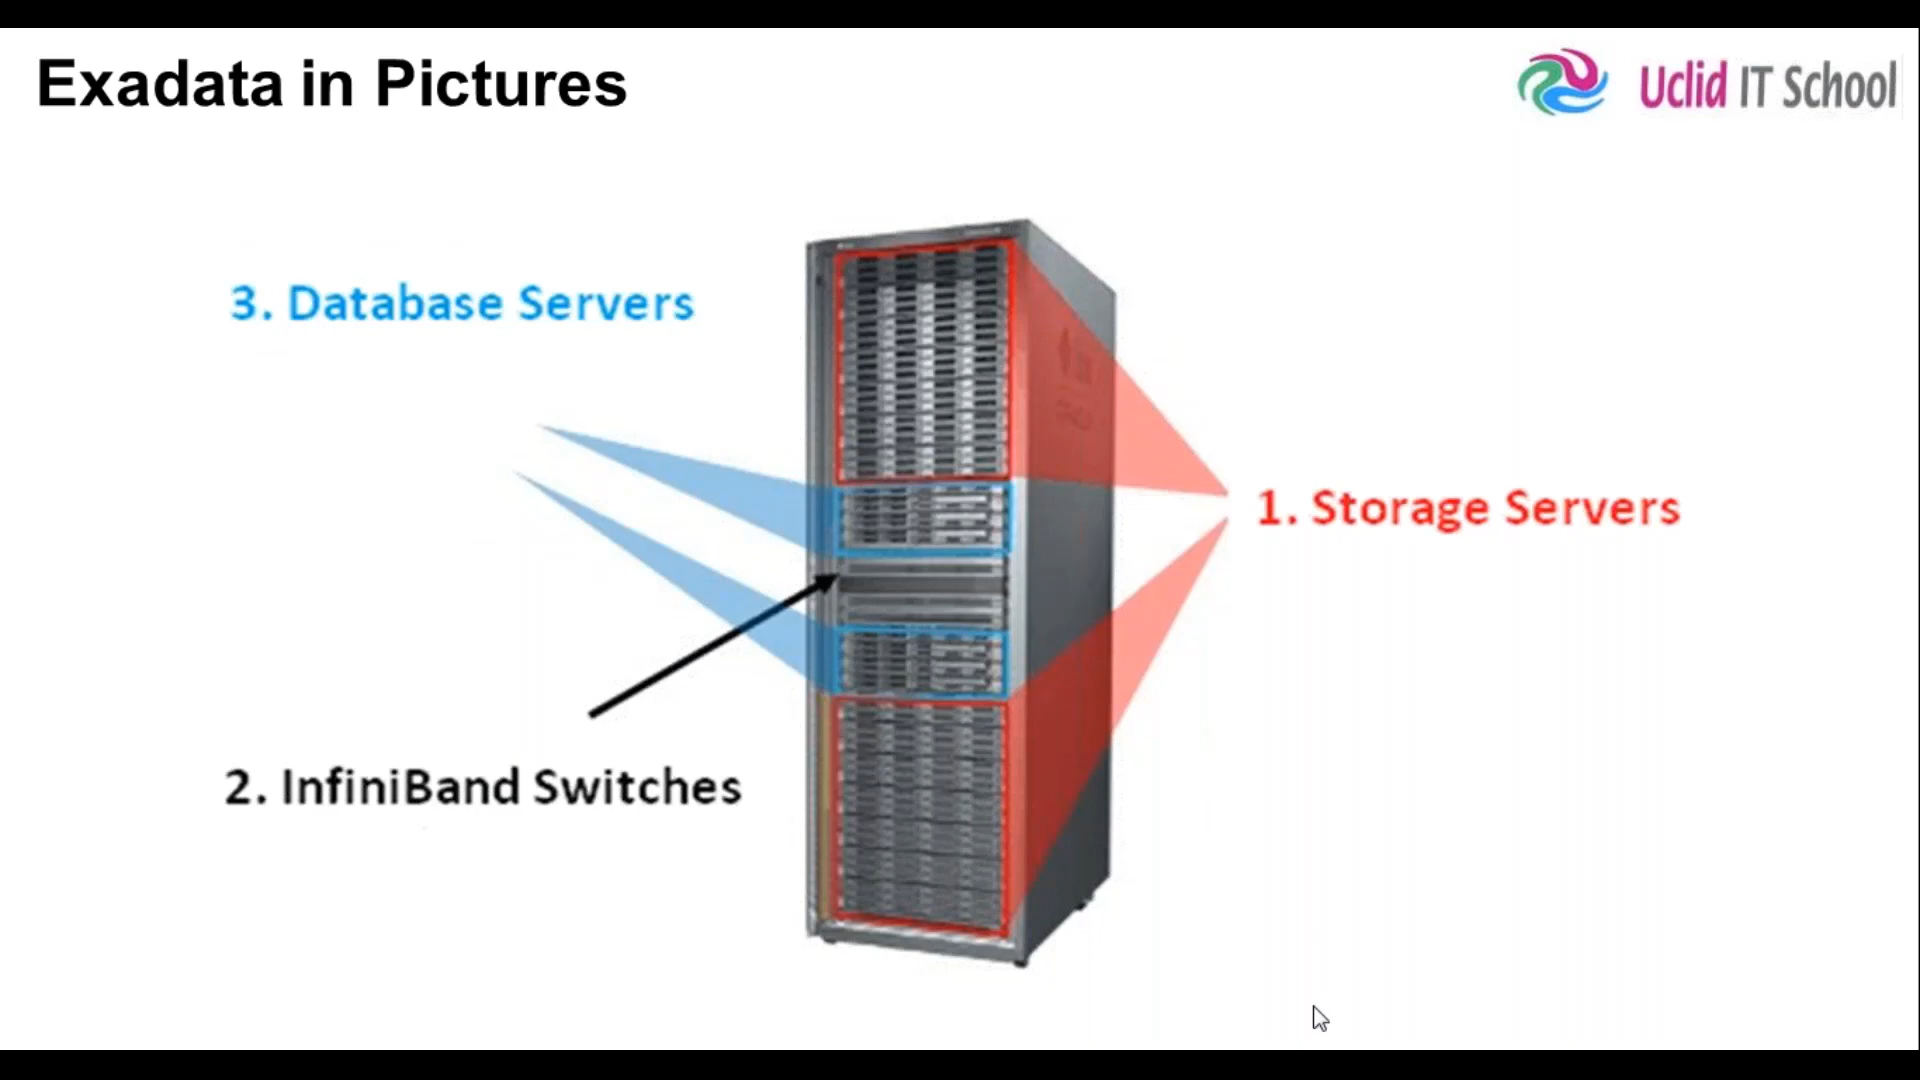 Exadata in Pictures
Uclid IT School
3. Database Servers
1. Storage Servers
2. InfiniBand Switches